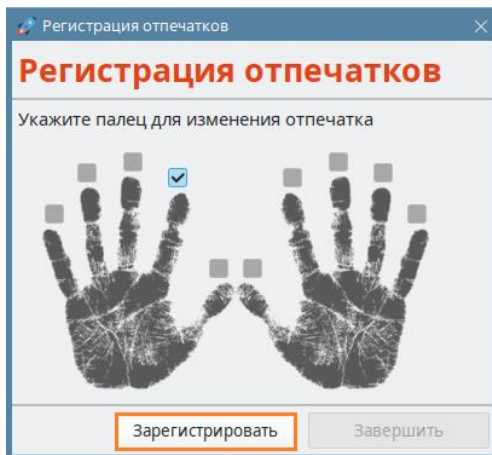 Регистрация отпечатков
Регистрация отпечатков
Укажите палец для изменения отпечатка
Зарегистрировать
Завершить